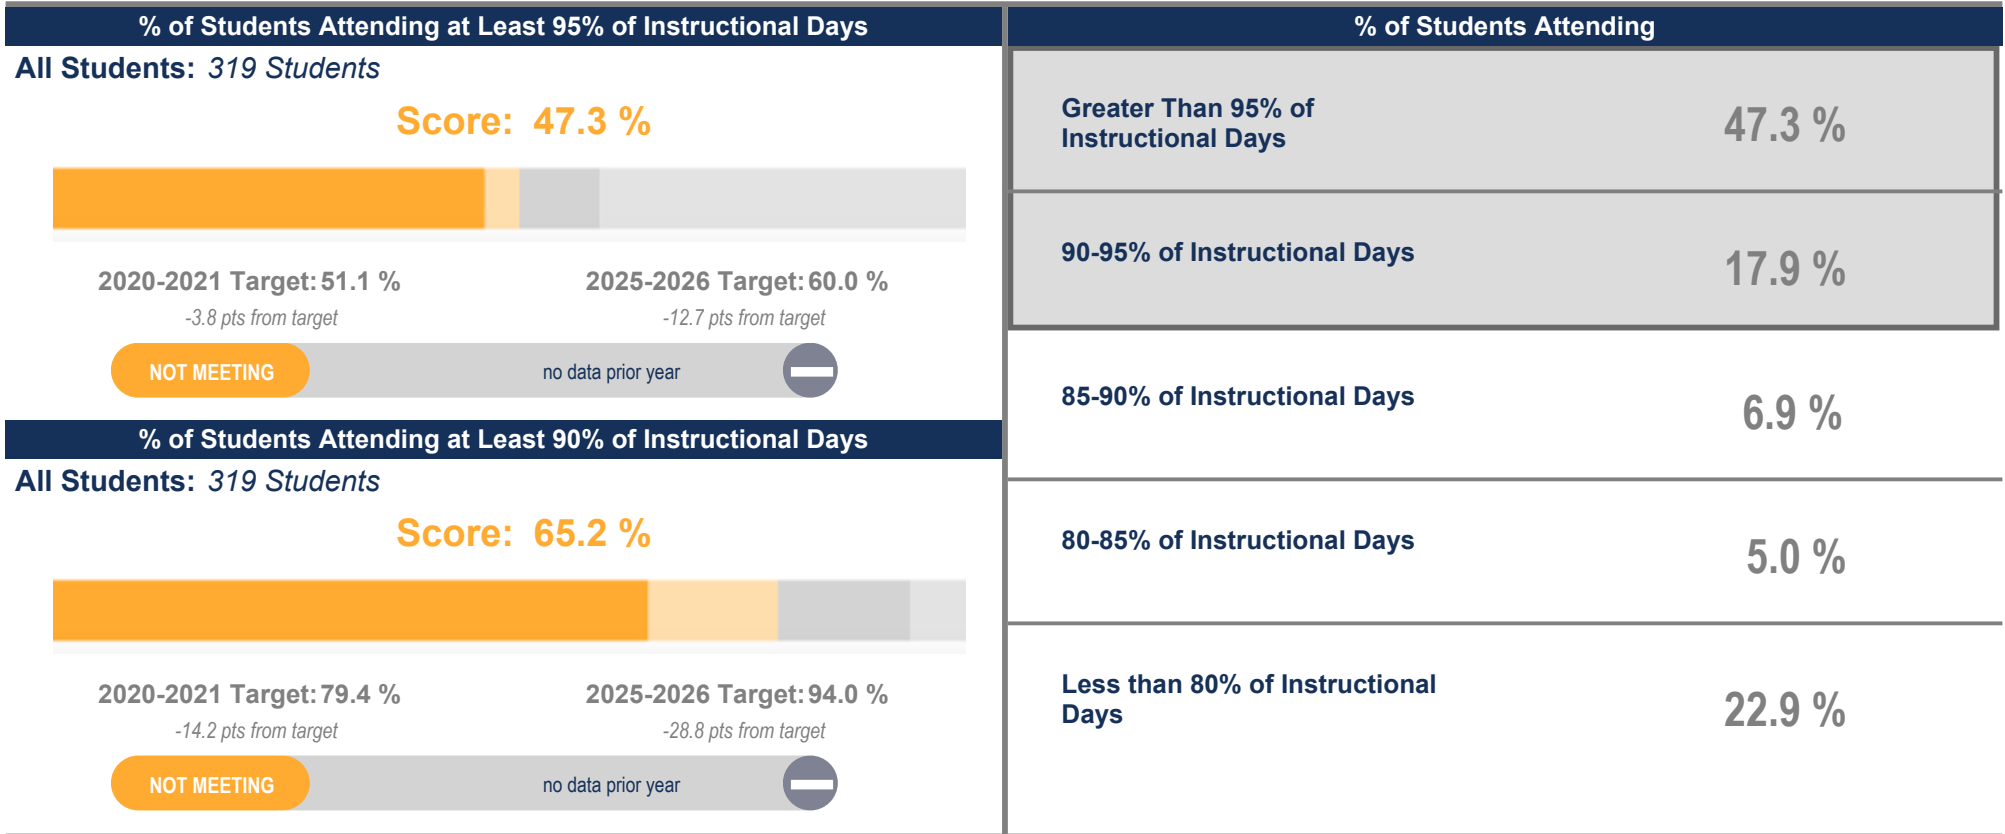 % of Students Attending at Least 95% of Instructional Days
All Students: 319 Students
Score: 47.3 %
2020-2021 Target: 51.1 %
-3.8 pts from target
2025-2026 Target: 60.0 %
-12.7 pts from target
NOT MEETING
no data prior year
% of Students Attending at Least 90% of Instructional Days
All Students: 319 Students
Score: 65.2 %
2020-2021 Target: 79.4 %
-14.2 pts from target
2025-2026 Target: 94.0 %
-28.8 pts from target
NOT MEETING
no data prior year
% of Students Attending
Greater Than 95% of
Instructional Days
47.3 %
90-95% of Instructional Days
17.9 %
85-90% of Instructional Days
6.9 %
80-85% of Instructional Days
5.0 %
Less than 80% of Instructional
Days
22.9 %